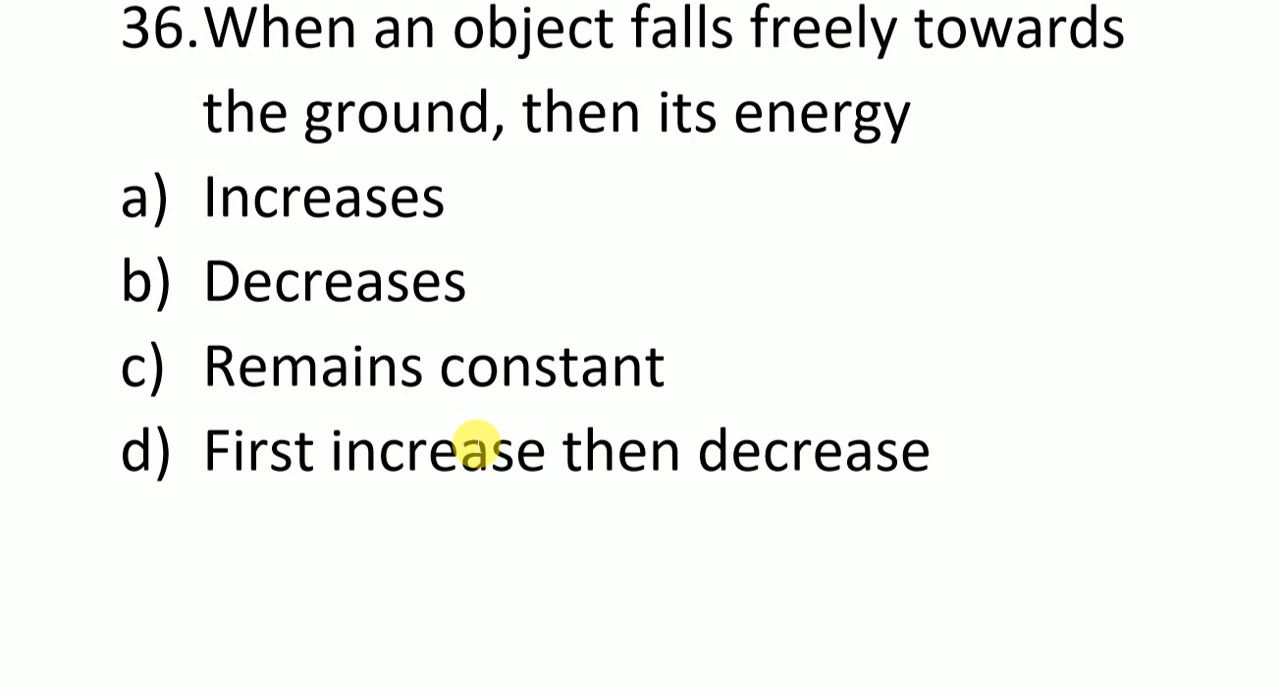 36.When an object falls freely towards
the ground, then its energy
a) Increases
b) Decreases
c) Remains constant
d) First increase then decrease